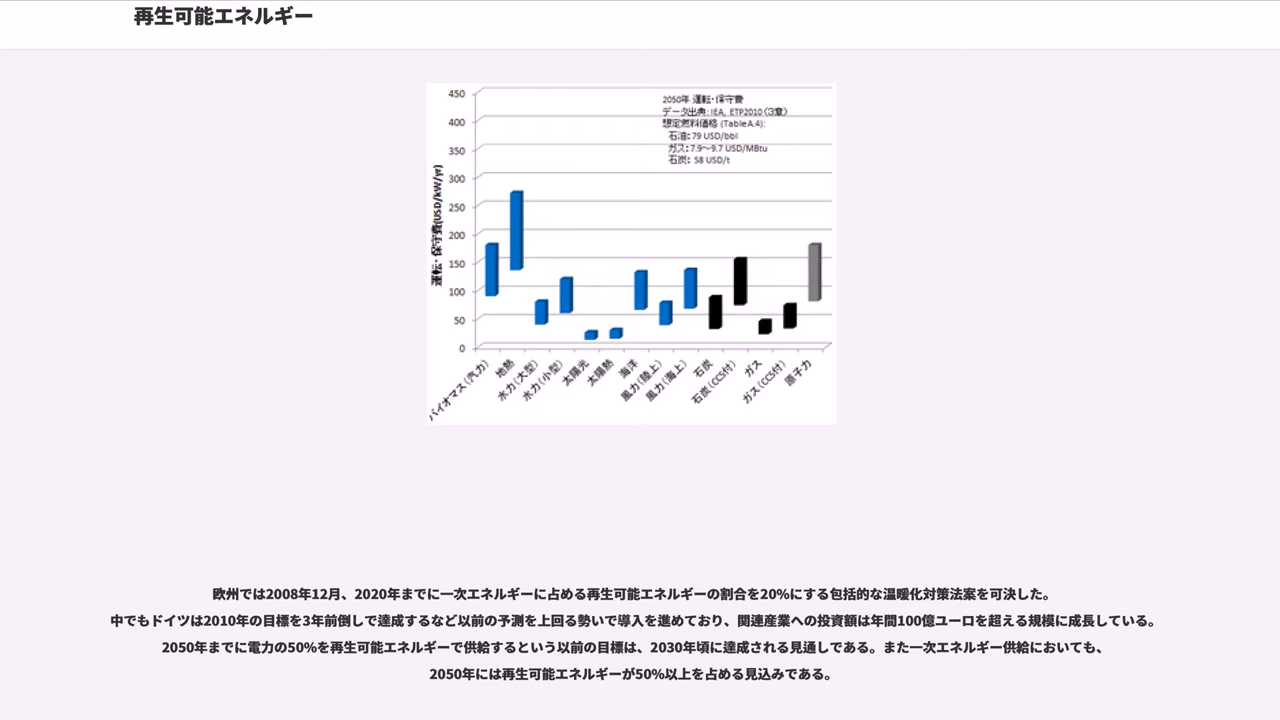 再生可能エネルギー
2050年 運転・保守費
データ出典: IEA, ETP2010 (3章)
想定燃料価格 (Table A.4):
石油: 79 USD/bbl
ガス: 7.9~9.7 USD/MBtu
石炭: 58 USD/t
運転・保守費(USD/kW/yr)
450
400
350
300
250
200
150
100
50
0
バイオマス(汽力)
地熱
水力(大型)
水力(小型)
太陽光
太陽熱
海洋
風力(陸上)
風力(海上)
石炭
石炭(CCS付)
ガス
ガス(CCS付)
原子力
欧州では2008年12月、2020年までに一次エネルギーに占める再生可能エネルギーの割合を20%にする包括的な温暖化対策法案を可決した。
中でもドイツは2010年の目標を3年前倒しで達成するなど以前の予測を上回る勢いで導入を進めており、関連産業への投資額は年間100億ユーロを超える規模に成長している。
2050年までに電力の50%を再生可能エネルギーで供給するという以前の目標は、2030年頃に達成される見通しである。また一次エネルギー供給においても、
2050年には再生可能エネルギーが50%以上を占める見込みである。